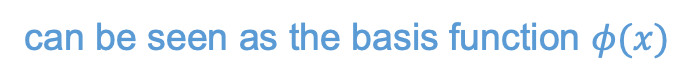 can be seen as the basis function 𝜙(𝑥)